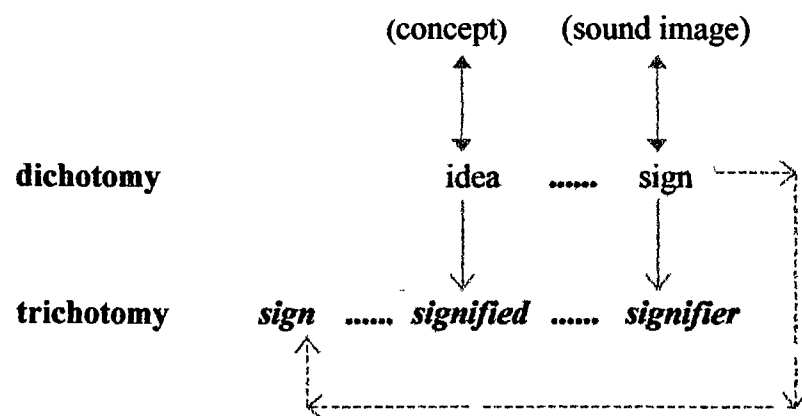 (concept) (sound image)
dichotomy idea ...... sign
trichotomy sign ...... signified ...... signifier